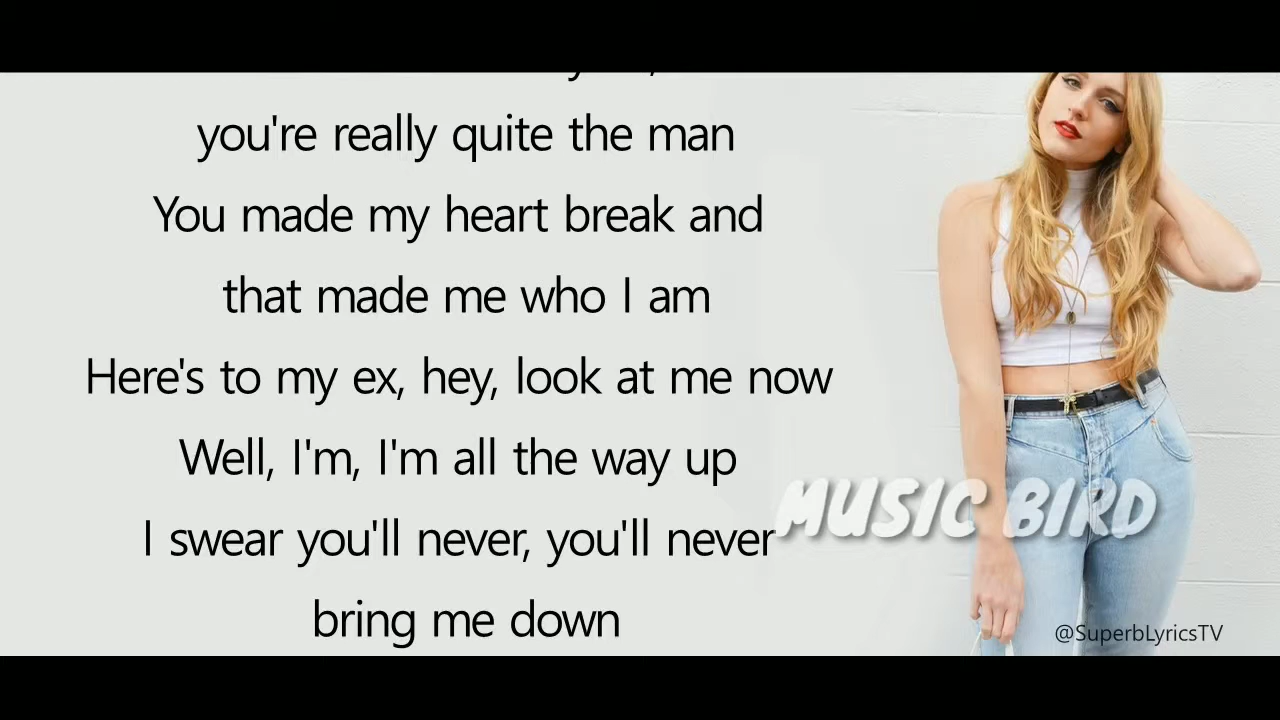 you're really quite the man
You made my heart break and
that made me who I am
Here's to my ex, hey, look at me now
Well, I'm, I'm all the way up
I swear you'll never, you'll never
bring me down
MUSIC BIRD
@SuperbLyricsTV